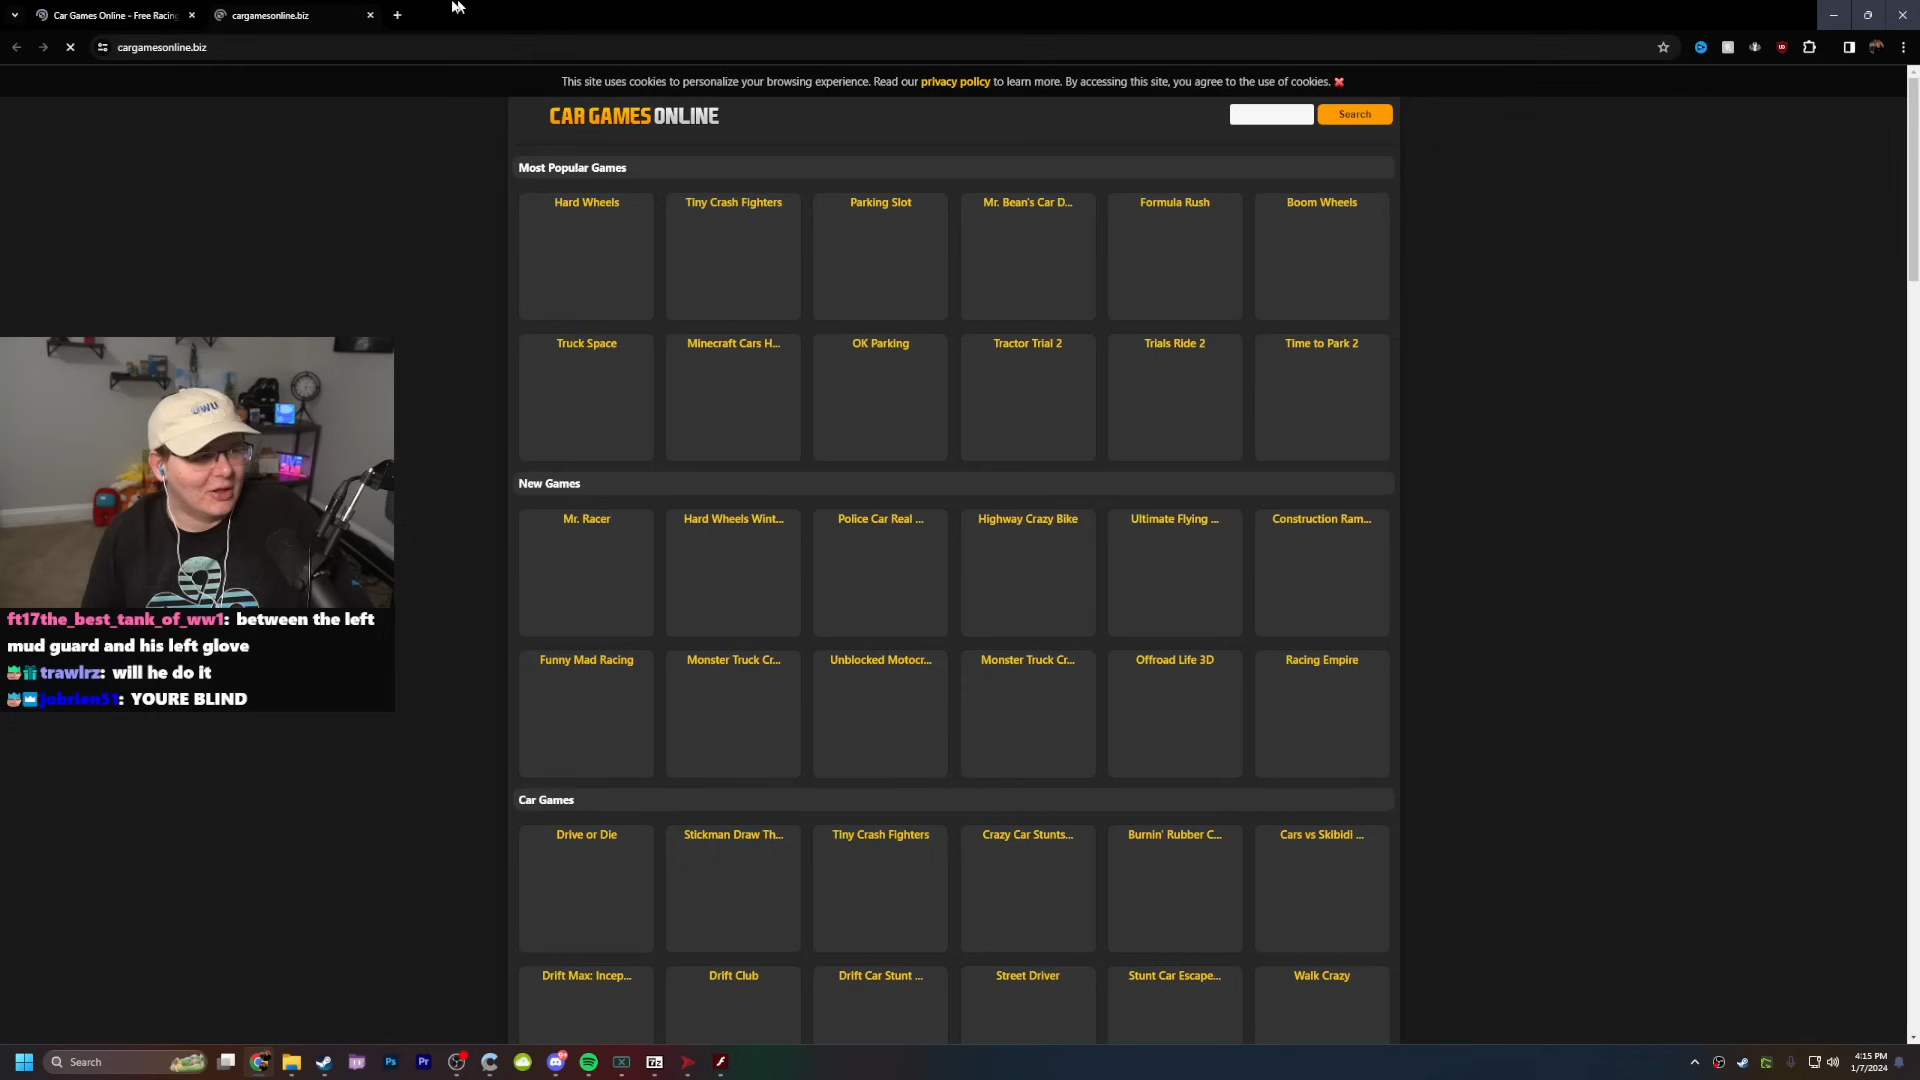 Car Games Online - Free Racing
cargamesonline.biz
cargamesonline.biz
This site uses cookies to personalize your browsing experience. Read our privacy policy to learn more. By accessing this site, you agree to the use of cookies.
CAR GAMES ONLINE
Search
Most Popular Games
Hard Wheels
Tiny Crash Fighters
Parking Slot
Mr. Bean's Car D...
Formula Rush
Boom Wheels
Truck Space
Minecraft Cars H...
OK Parking
Tractor Trial 2
Trials Ride 2
Time to Park 2
New Games
Mr. Racer
Hard Wheels Wint...
Police Car Real ...
Highway Crazy Bike
Ultimate Flying ...
Construction Ram...
Funny Mad Racing
Monster Truck Cr...
Unblocked Motocr...
Monster Truck Cr...
Offroad Life 3D
Racing Empire
Car Games
Drive or Die
Stickman Draw Th...
Tiny Crash Fighters
Crazy Car Stunts...
Burnin' Rubber C...
Cars vs Skibidi ...
Drift Max: Incep...
Drift Club
Drift Car Stunt ...
Street Driver
Stunt Car Escape...
Walk Crazy
UWU
LIVE
ft17the_best_tank_of_ww1: between the left
mud guard and his left glove
trawlrz: will he do it
jobrien51: YOURE BLIND
Search
Ps
Pr
7z
4:15 PM
1/7/2024